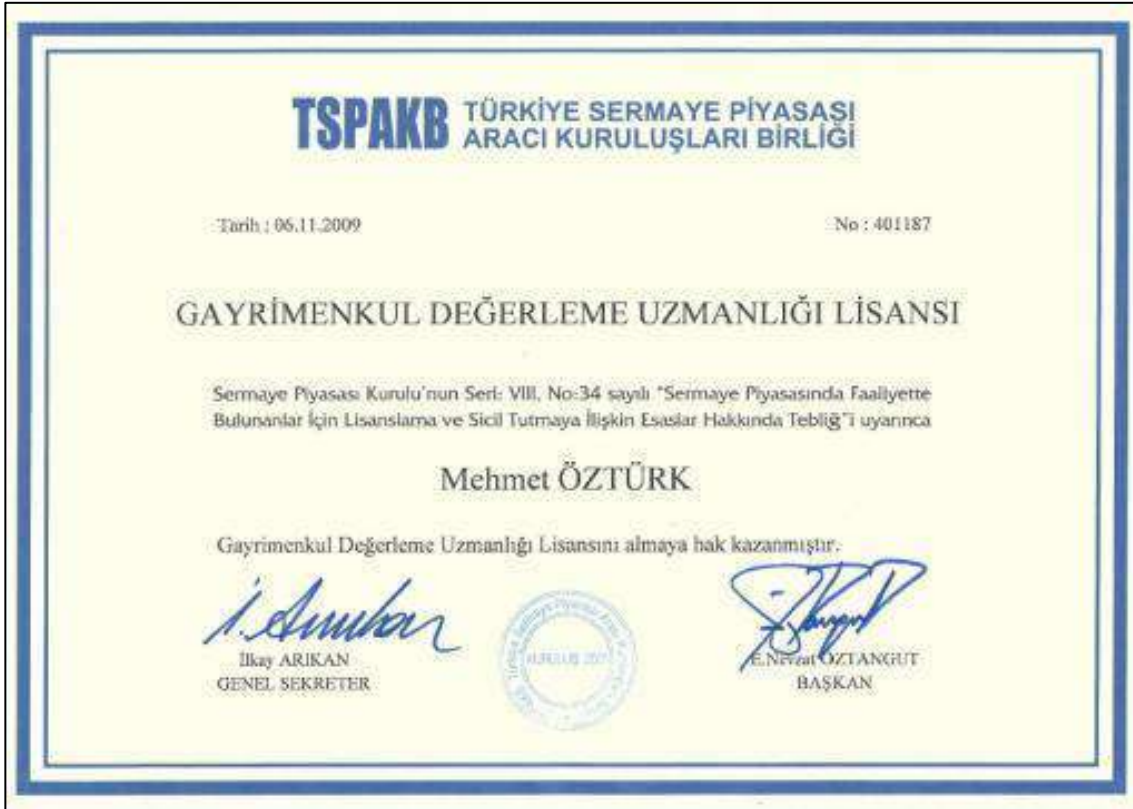 TSPAKB TÜRKİYE SERMAYE PİYASASI
ARACI KURULUŞLARI BİRLİĞİ
Tarih : 06.11.2009 No : 401187
GAYRİMENKUL DEĞERLEME UZMANLIĞI LİSANSI
Sermaye Piyasası Kurulu'nun Seri: VIII, No:34 sayılı "Sermaye Piyasasında Faaliyette
Bulunanlar İçin Lisanslama ve Sicil Tutmaya İlişkin Esaslar Hakkında Tebliğ"i uyarınca
Mehmet ÖZTÜRK
Gayrimenkul Değerleme Uzmanlığı Lisansını almaya hak kazanmıştır.
İlkay ARIKAN E.Nevzat ÖZTANGUT
GENEL SEKRETER BAŞKAN